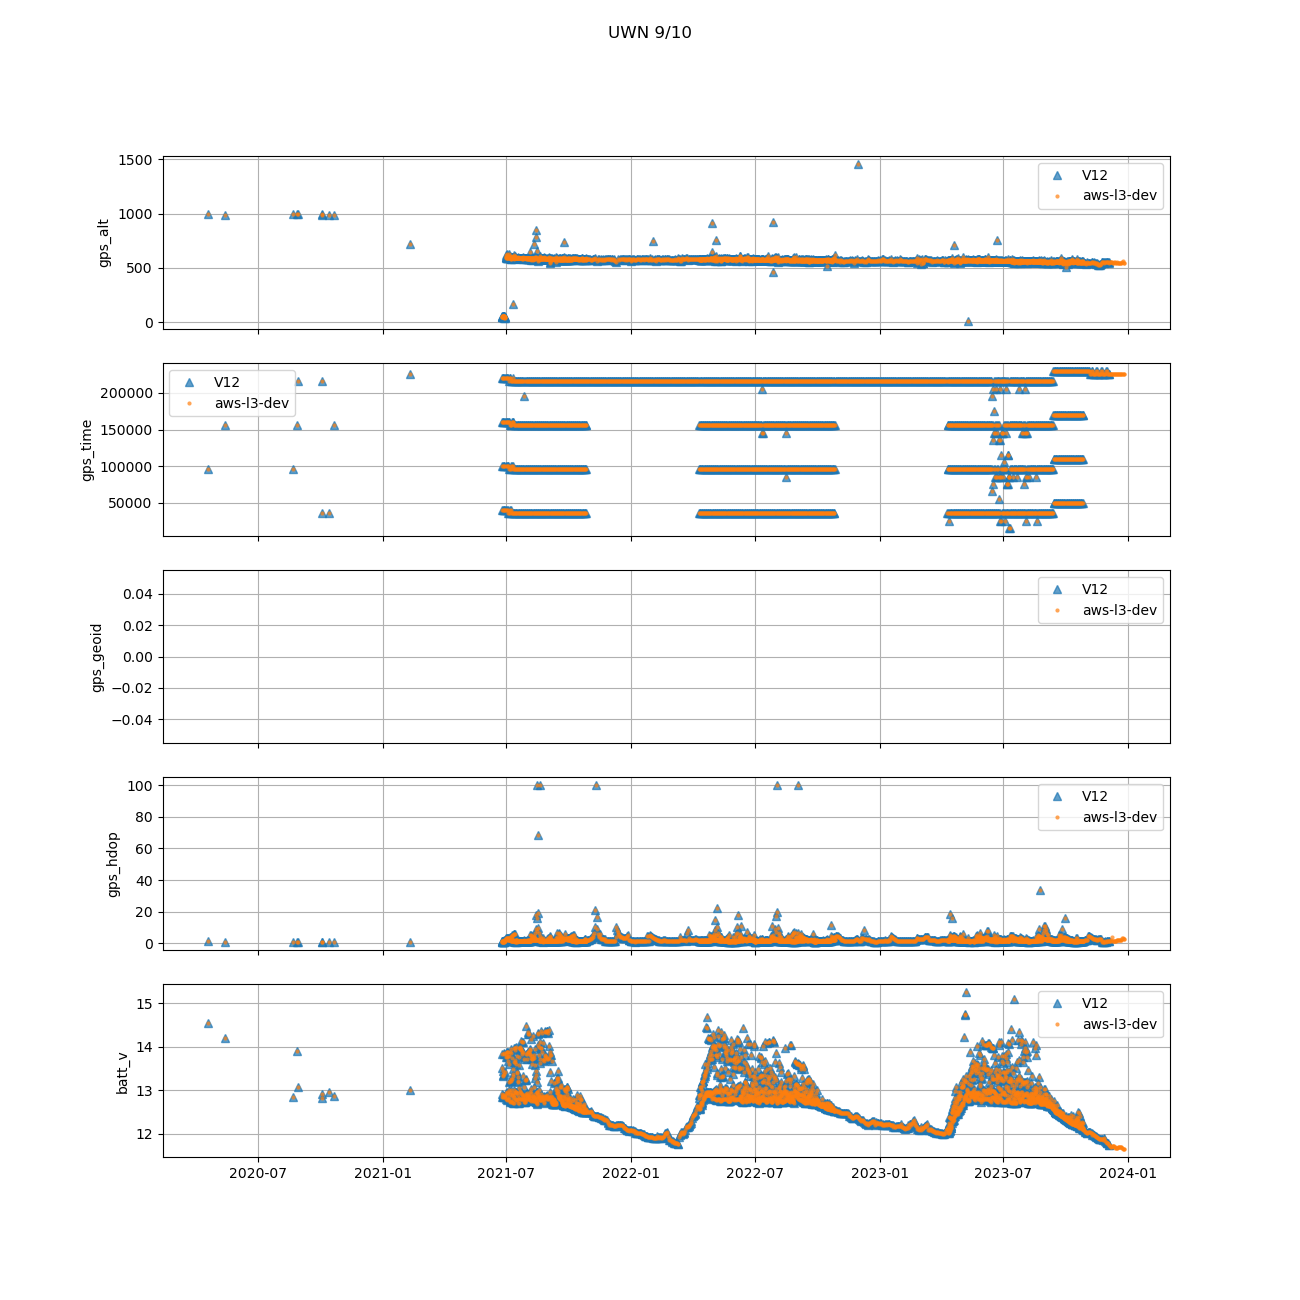 UWN 9/10
1500
1000
500
0
gps_alt
V12
aws-l3-dev
200000
150000
100000
50000
gps_time
V12
aws-l3-dev
0.04
0.02
0.00
−0.02
−0.04
gps_geoid
V12
aws-l3-dev
100
80
60
40
20
0
gps_hdop
V12
aws-l3-dev
15
14
13
12
batt_v
V12
aws-l3-dev
2020-07
2021-01
2021-07
2022-01
2022-07
2023-01
2023-07
2024-01